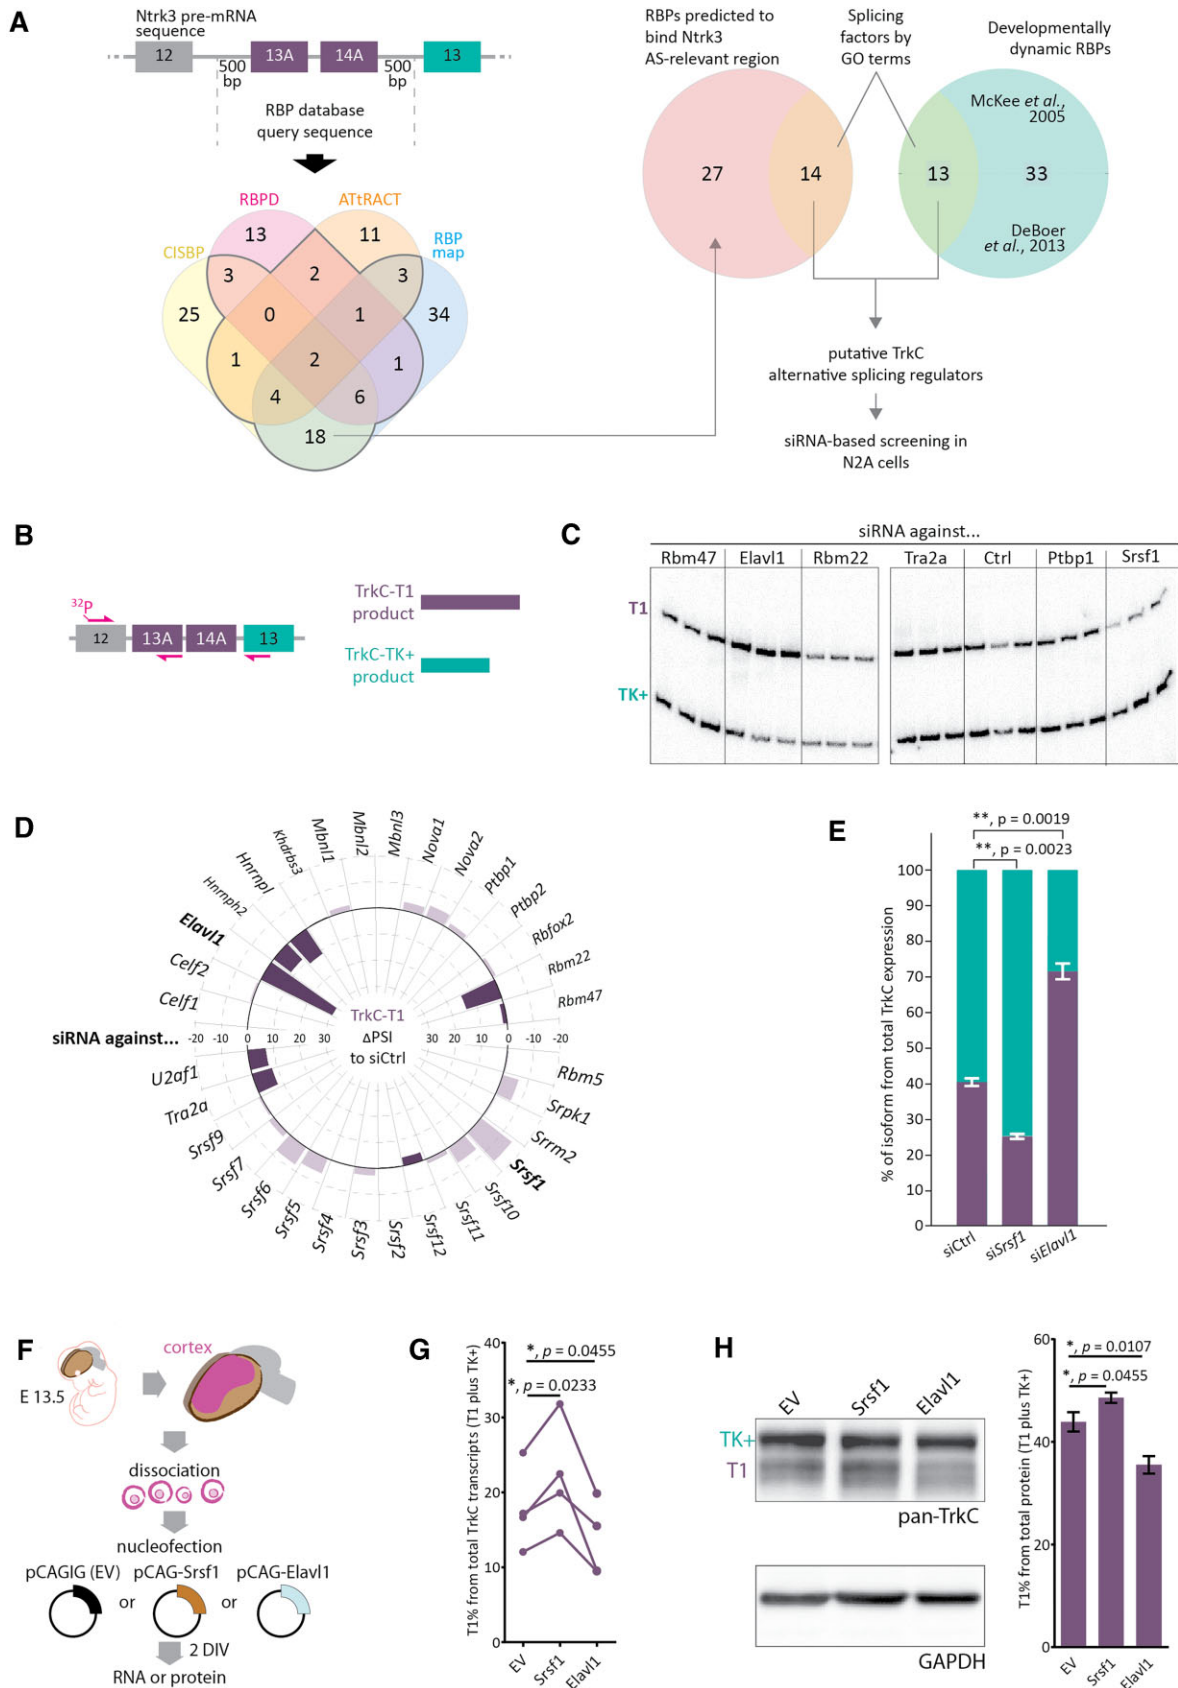 A
Ntrk3 pre-mRNA
sequence
12
13A
14A
13
500
bp
500
bp
RBP database
query sequence
RBPD
ATtRACT
CISBP
RBP
map
13
11
3
2
3
25
0
1
34
1
2
1
4
6
18
RBPs predicted to
bind Ntrk3
AS-relevant region
Splicing
factors by
GO terms
Developmentally
dynamic RBPs
McKee et al.,
2005
27
14
13
33
DeBoer
et al., 2013
putative TrkC
alternative splicing regulators
siRNA-based screening in
N2A cells
B
32P
12
13A
14A
13
TrkC-T1
product
TrkC-TK+
product
C
siRNA against...
Rbm47
Elavl1
Rbm22
Tra2a
Ctrl
Ptbp1
Srsf1
T1
TK+
D
Celf1
Celf2
Elavl1
Hnrnph2
Hnrnpl
Khdrbs3
Mbnl1
Mbnl2
Mbnl3
Nova1
Nova2
Ptbp1
Ptbp2
Rbfox2
Rbm22
Rbm47
siRNA against...
-20 -10 0 10 20 30
TrkC-T1
ΔPSI
to siCtrl
30 20 10 0 -10 -20
Rbm5
Srpk1
Srrm2
Srsf1
Srsf10
Srsf11
Srsf12
Srsf2
Srsf3
Srsf4
Srsf5
Srsf6
Srsf7
Srsf9
Tra2a
U2af1
E
**, p = 0.0019
**, p = 0.0023
% of isoform from total TrkC expression
100
90
80
70
60
50
40
30
20
10
0
siCtrl
siSrsf1
siElavl1
F
E 13.5
cortex
dissociation
nucleofection
pCAGIG (EV)
pCAG-Srsf1
pCAG-Elavl1
or
or
2 DIV
RNA or protein
G
T1% from total TrkC transcripts (T1 plus TK+)
40
30
20
10
0
*, p = 0.0455
*, p = 0.0233
EV
Srsf1
Elavl1
H
EV
Srsf1
Elavl1
TK+
T1
pan-TrkC
GAPDH
T1% from total protein (T1 plus TK+)
60
40
20
0
*, p = 0.0107
*, p = 0.0455
EV
Srsf1
Elavl1